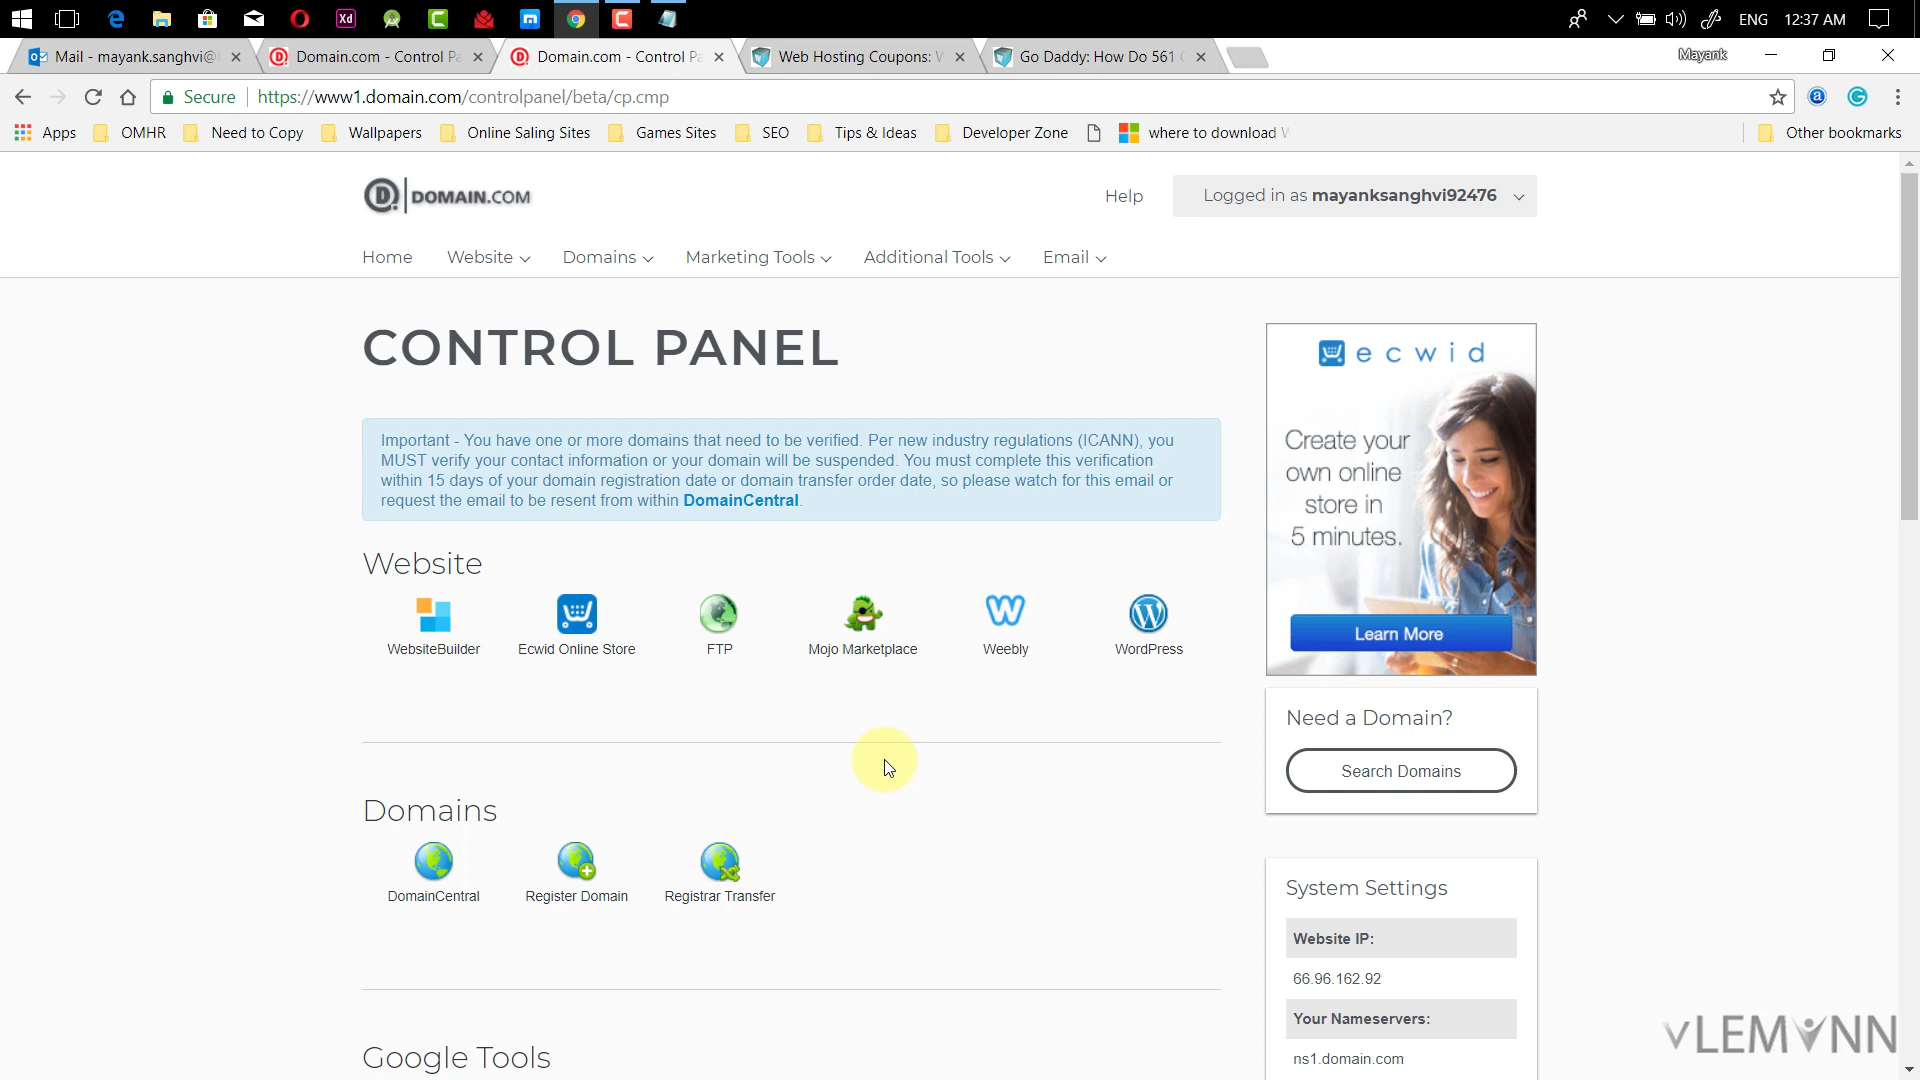 Xd
ENG 12:37 AM
Mail - mayank.sanghvi@
Domain.com - Control Pa
Domain.com - Control Pa
Web Hosting Coupons: W
Go Daddy: How Do 561
Mayank
Secure https://www1.domain.com/controlpanel/beta/cp.cmp
Apps OMHR Need to Copy Wallpapers Online Saling Sites Games Sites SEO Tips & Ideas Developer Zone where to download W Other bookmarks
D DOMAIN.COM
Help
Logged in as mayanksanghvi92476
Home Website Domains Marketing Tools Additional Tools Email
CONTROL PANEL
Important - You have one or more domains that need to be verified. Per new industry regulations (ICANN), you
MUST verify your contact information or your domain will be suspended. You must complete this verification
within 15 days of your domain registration date or domain transfer order date, so please watch for this email or
request the email to be resent from within DomainCentral.
Website
WebsiteBuilder Ecwid Online Store FTP Mojo Marketplace Weebly WordPress
Domains
DomainCentral Register Domain Registrar Transfer
Google Tools
ecwid
Create your
own online
store in
5 minutes.
Learn More
Need a Domain?
Search Domains
System Settings
Website IP:
66.96.162.92
Your Nameservers:
ns1.domain.com
vLEMYNN